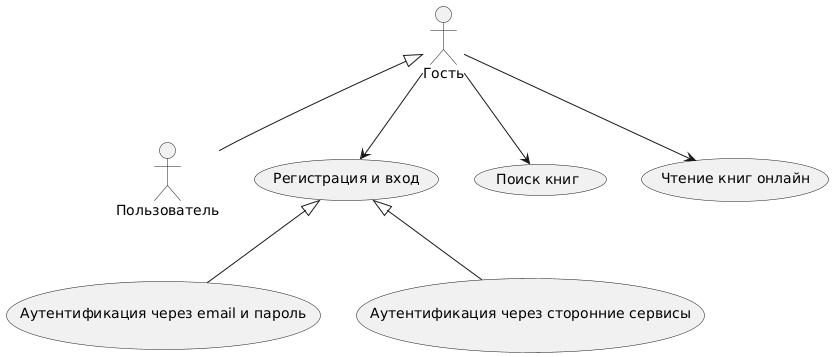 Гость
Регистрация и вход
Поиск книг
Чтение книг онлайн
Пользователь
Аутентификация через email и пароль
Аутентификация через сторонние сервисы